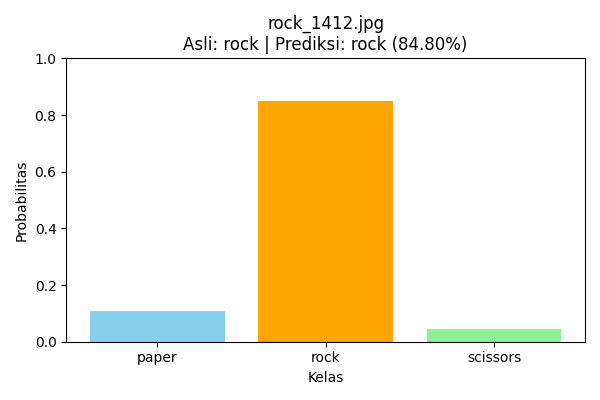 rock_1412.jpg
Asli: rock | Prediksi: rock (84.80%)
1.0
0.8
0.6
0.4
0.2
0.0
Probabilitas
paper
rock
scissors
Kelas